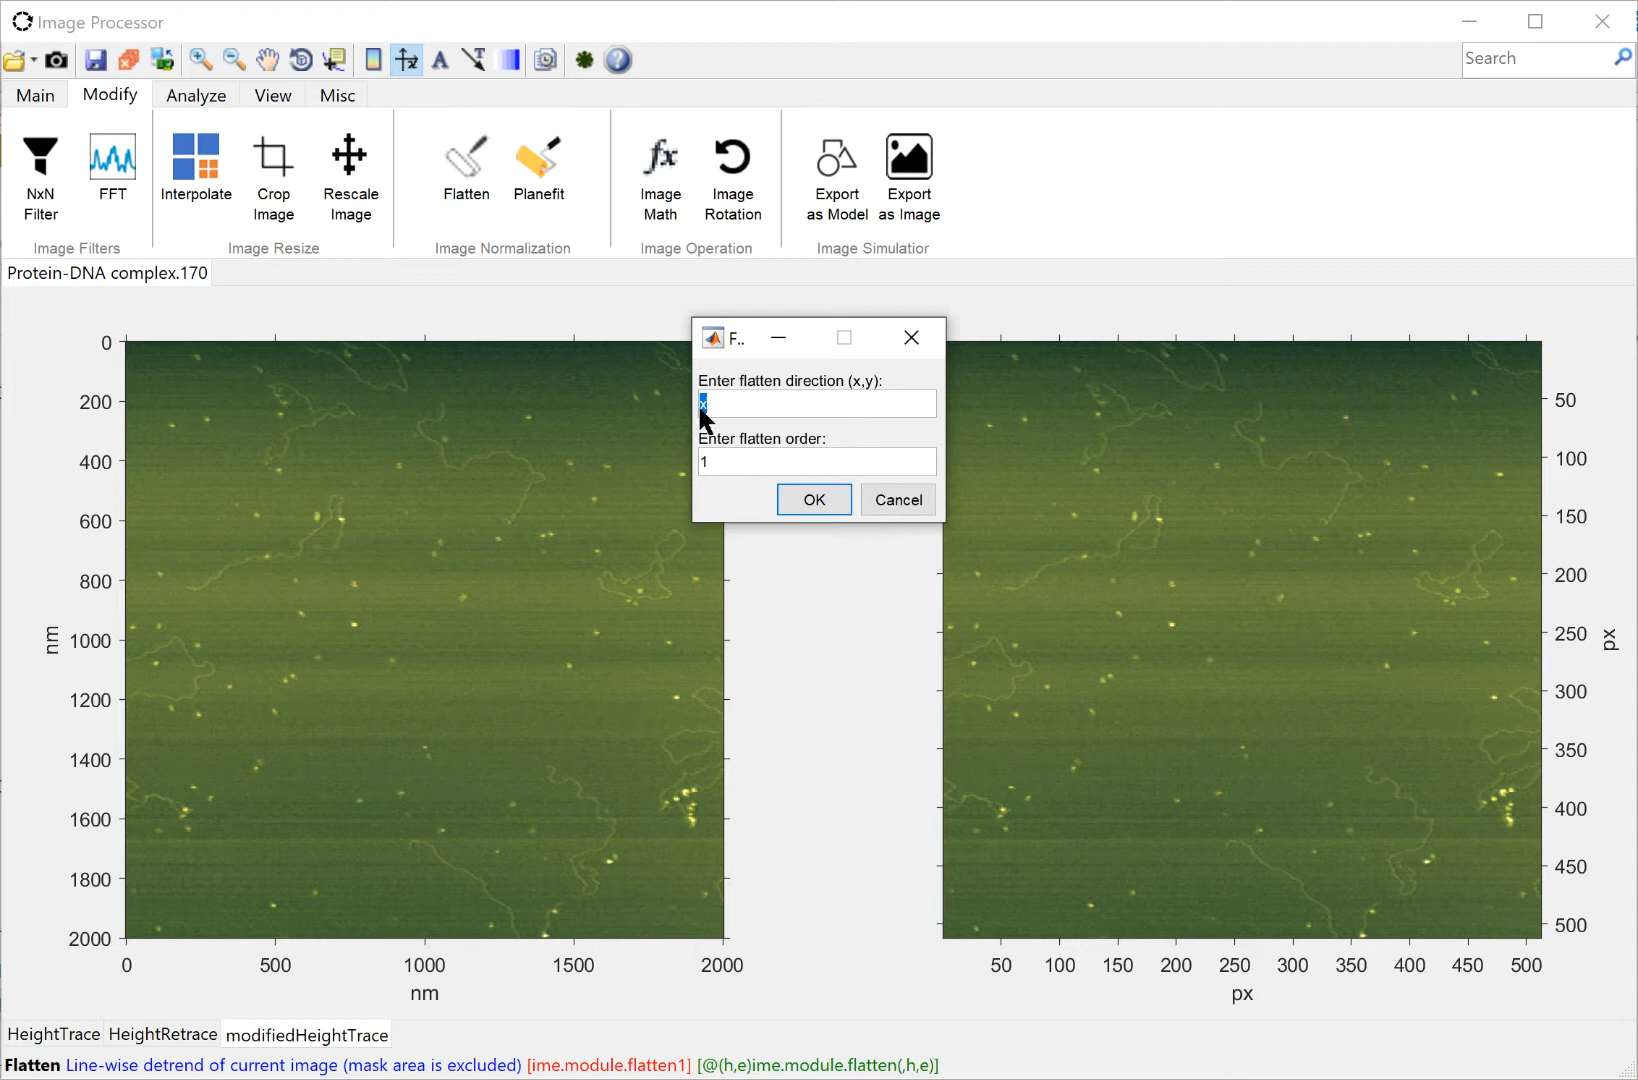 Image Processor
Search
Main Modify Analyze View Misc
NxN Filter
FFT
Interpolate
Crop Image
Rescale Image
Flatten
Planefit
Image Math
Image Rotation
Export as Model
Export as Image
Image Filters
Image Resize
Image Normalization
Image Operation
Image Simulatior
Protein-DNA complex.170
F..
Enter flatten direction (x,y):
x
Enter flatten order:
1
OK Cancel
0
200
400
600
800
1000
1200
1400
1600
1800
2000
nm
0 500 1000 1500 2000
nm
50
100
150
200
250
300
350
400
450
500
px
50 100 150 200 250 300 350 400 450 500
px
HeightTrace HeightRetrace modifiedHeightTrace
Flatten Line-wise detrend of current image (mask area is excluded) [ime.module.flatten1] [@(h,e)ime.module.flatten(,h,e)]